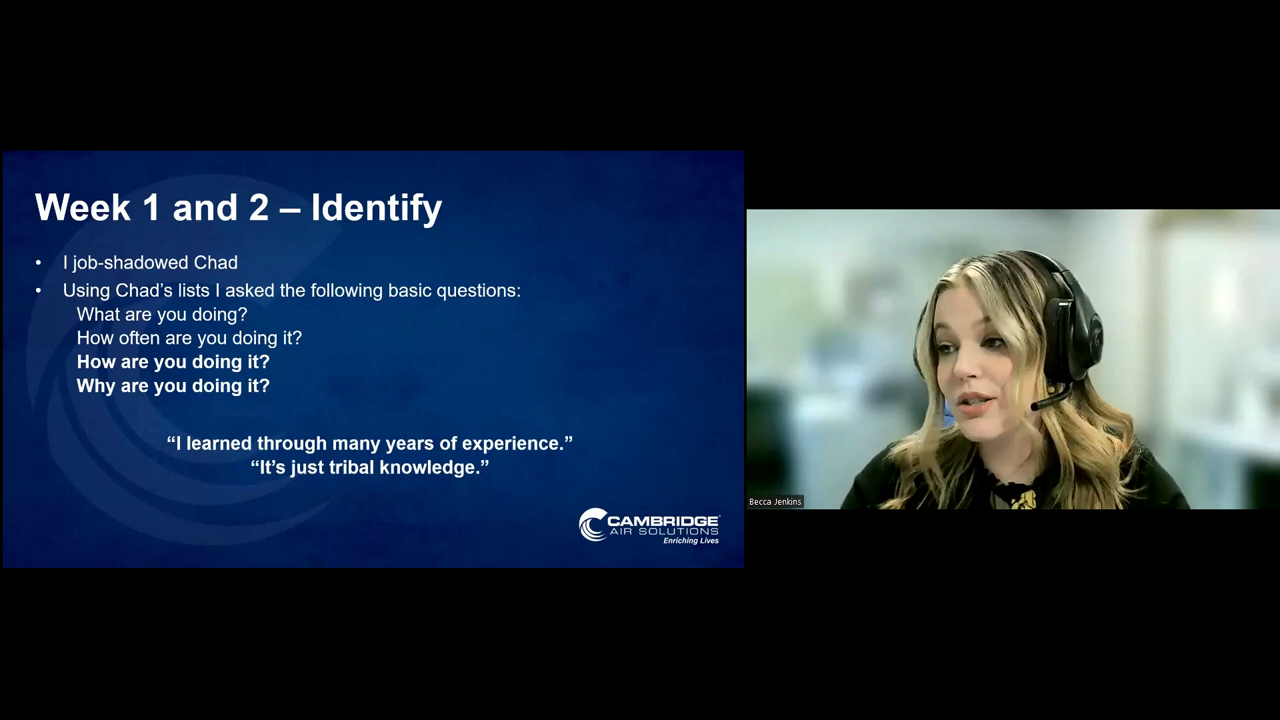 Week 1 and 2 – Identify
• I job-shadowed Chad
• Using Chad’s lists I asked the following basic questions:
What are you doing?
How often are you doing it?
How are you doing it?
Why are you doing it?
“I learned through many years of experience.”
“It’s just tribal knowledge.”
CAMBRIDGE
AIR SOLUTIONS
Enriching Lives
Becca Jenkins